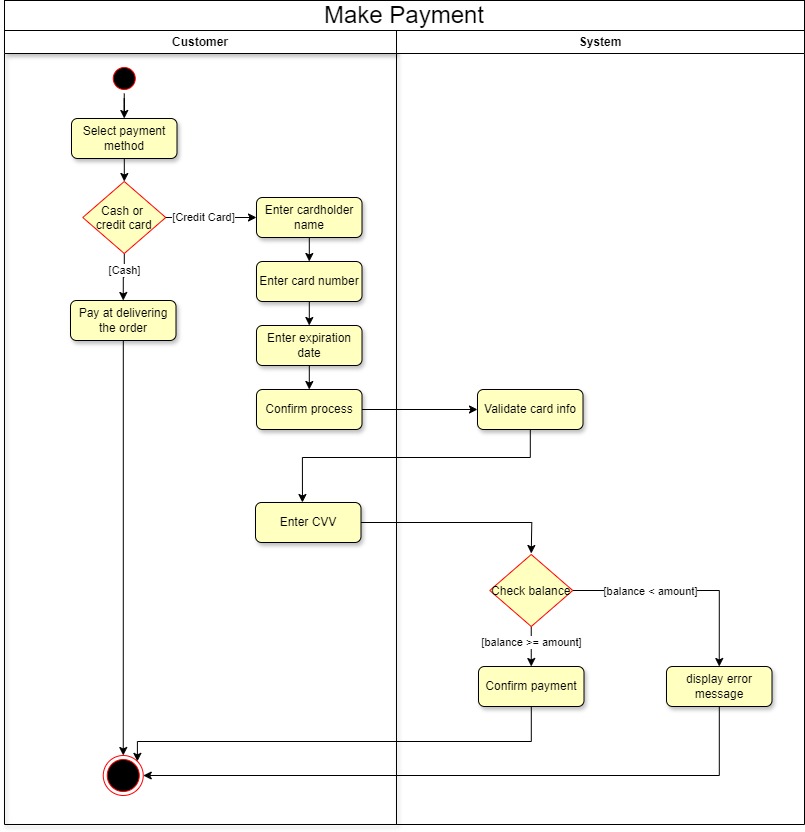 Make Payment
Customer
System
Select payment
method
Cash or
credit card
[Credit Card]
Enter cardholder
name
[Cash]
Enter card number
Pay at delivering
the order
Enter expiration
date
Confirm process
Validate card info
Enter CVV
Check balance
[balance < amount]
[balance >= amount]
Confirm payment
display error
message